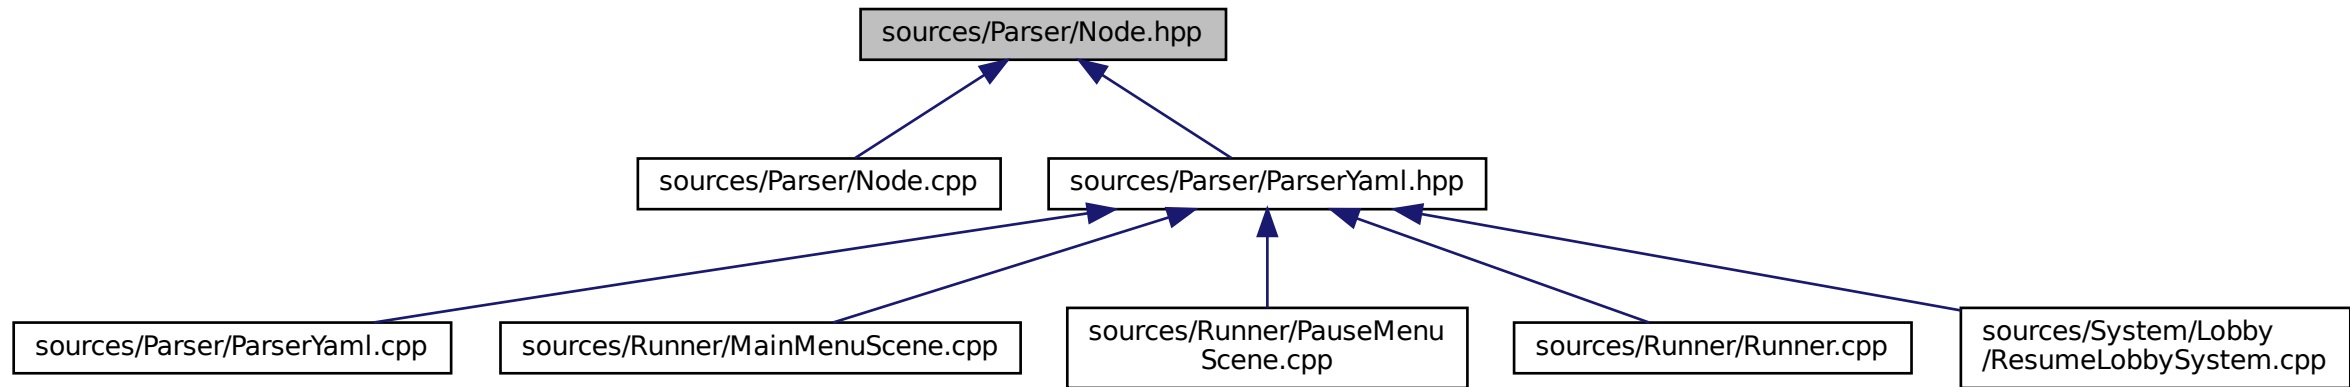 sources/Parser/Node.hpp
sources/Parser/Node.cpp
sources/Parser/ParserYaml.hpp
sources/Parser/ParserYaml.cpp
sources/Runner/MainMenuScene.cpp
sources/Runner/PauseMenu
Scene.cpp
sources/Runner/Runner.cpp
sources/System/Lobby
/ResumeLobbySystem.cpp